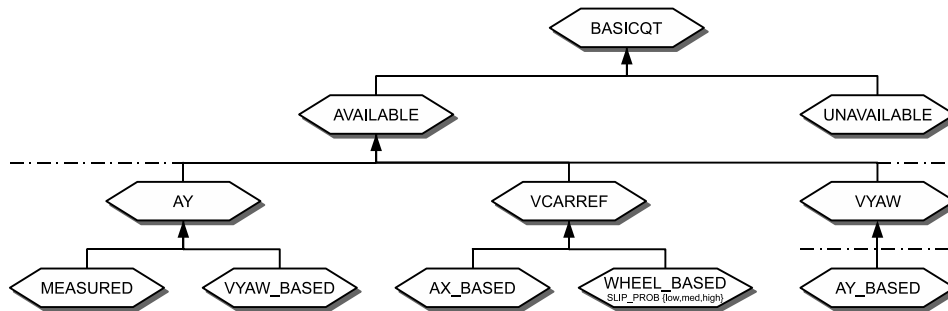 BASICQT
AVAILABLE
UNAVAILABLE
AY
VCARREF
VYAW
MEASURED
VYAW_BASED
AX_BASED
WHEEL_BASED
SLIP_PROB {low,med,high}
AY_BASED